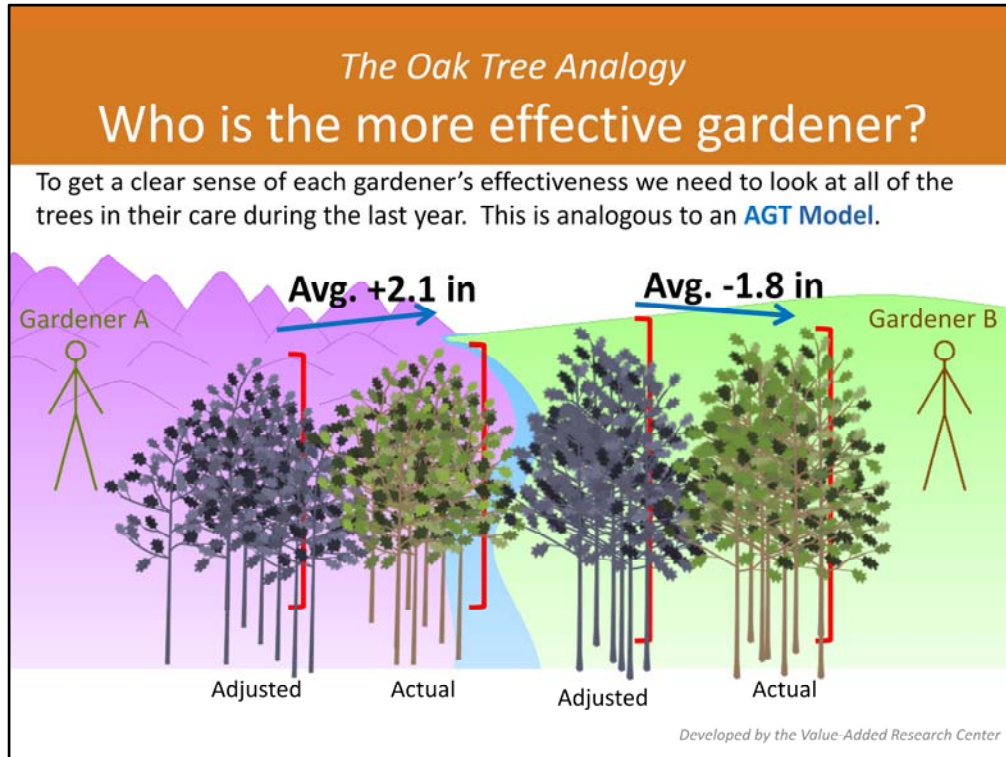 The Oak Tree Analogy
Who is the more effective gardener?
To get a clear sense of each gardener’s effectiveness we need to look at all of the
trees in their care during the last year.  This is analogous to an AGT Model.
Avg. +2.1 in
Avg. -1.8 in
Gardener A
Gardener B
Adjusted
Actual
Adjusted
Actual
Developed by the Value-Added Research Center